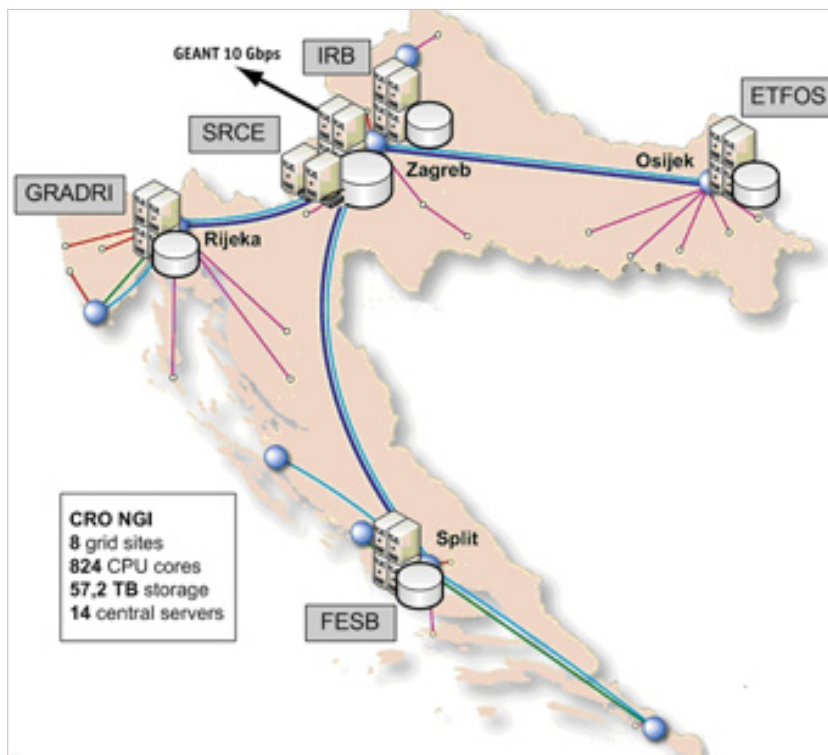 GEANT 10 Gbps
IRB
ETFOS
SRCE
Zagreb
Osijek
GRADRI
Rijeka
CRO NGI
8 grid sites
824 CPU cores
57,2 TB storage
14 central servers
Split
FESB